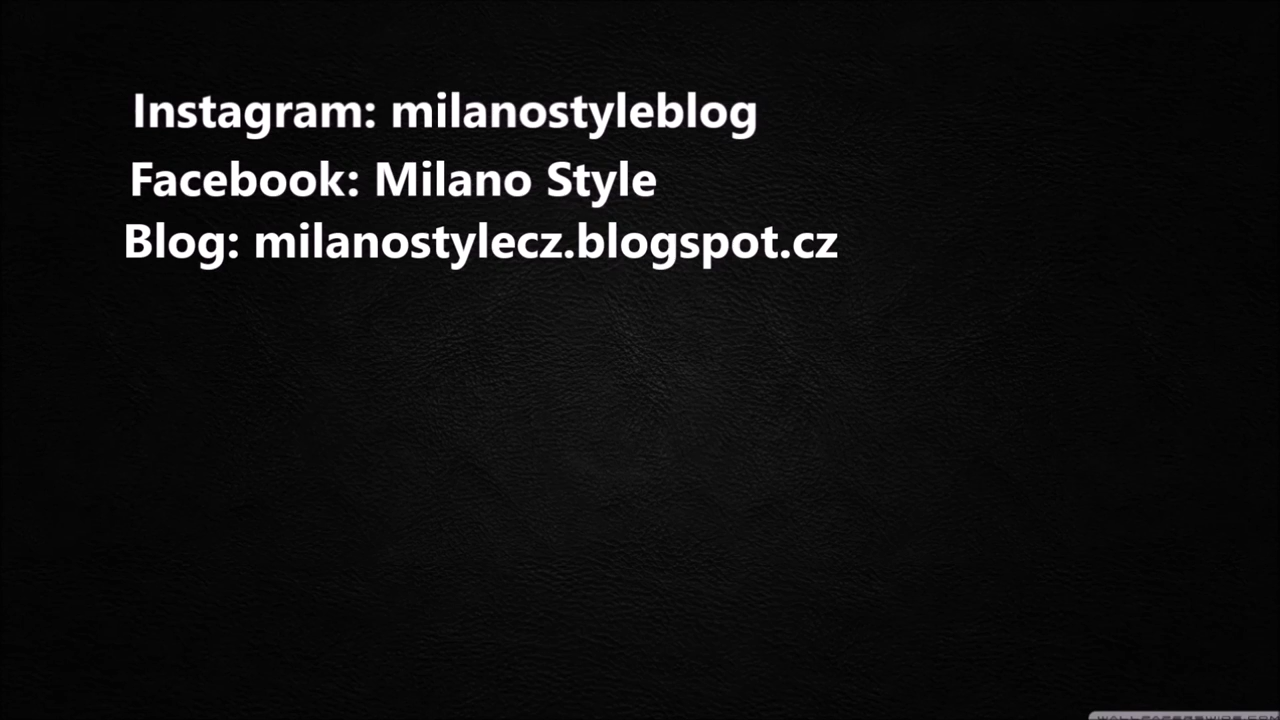 Instagram: milanostyleblog
Facebook: Milano Style
Blog: milanostylecz.blogspot.cz